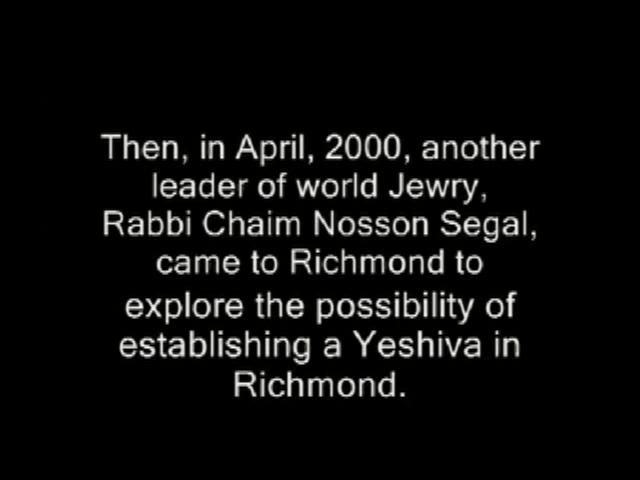 Then, in April, 2000, another
leader of world Jewry,
Rabbi Chaim Nosson Segal,
came to Richmond to
explore the possibility of
establishing a Yeshiva in
Richmond.